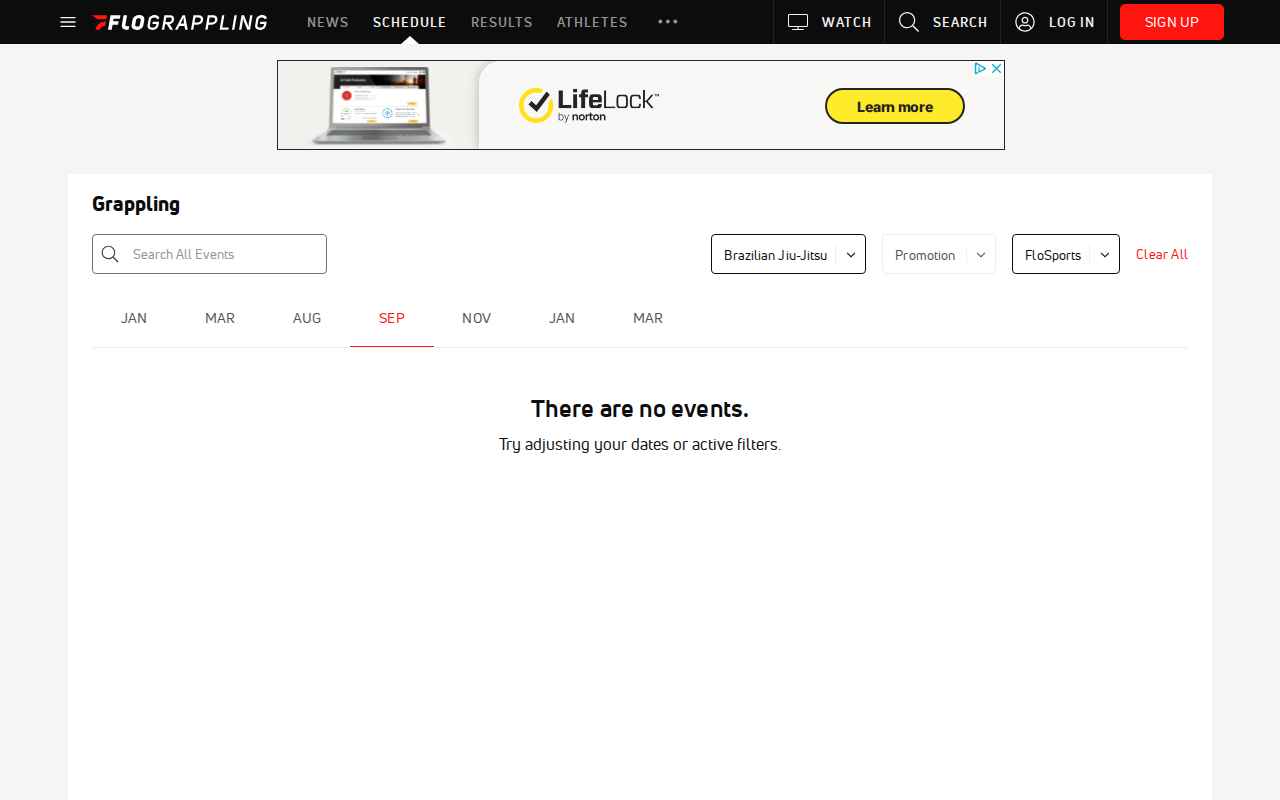 FLOGRAPPLING
NEWS
SCHEDULE
RESULTS
ATHLETES
WATCH
SEARCH
LOG IN
SIGN UP
LifeLock™
by norton
Learn more
Grappling
Search All Events
Brazilian Jiu-Jitsu
Promotion
FloSports
Clear All
JAN
MAR
AUG
SEP
NOV
JAN
MAR
There are no events.
Try adjusting your dates or active filters.